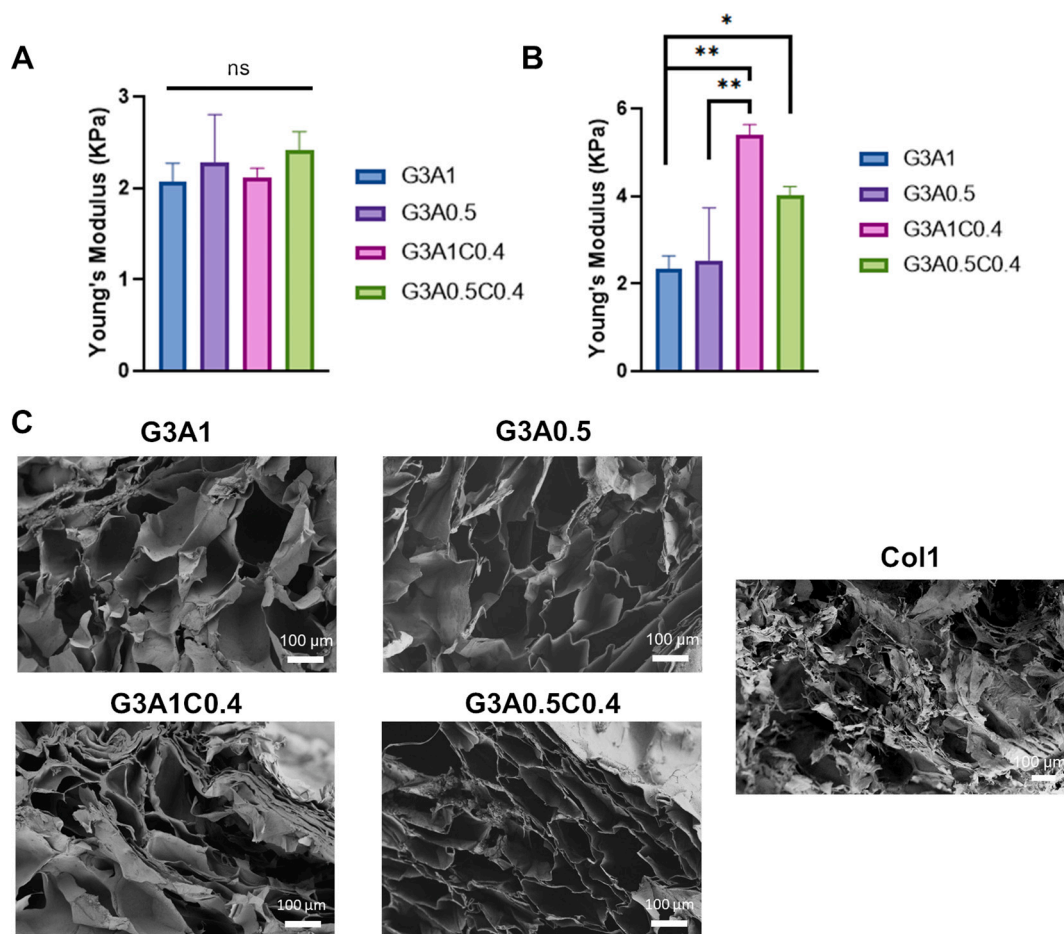 A
ns
Young's Modulus (KPa)
3
2
1
0
G3A1
G3A0.5
G3A1C0.4
G3A0.5C0.4
B
*
**
**
Young's Modulus (KPa)
6
4
2
0
G3A1
G3A0.5
G3A1C0.4
G3A0.5C0.4
C
G3A1
100 µm
G3A0.5
100 µm
Col1
100 µm
G3A1C0.4
100 µm
G3A0.5C0.4
100 µm